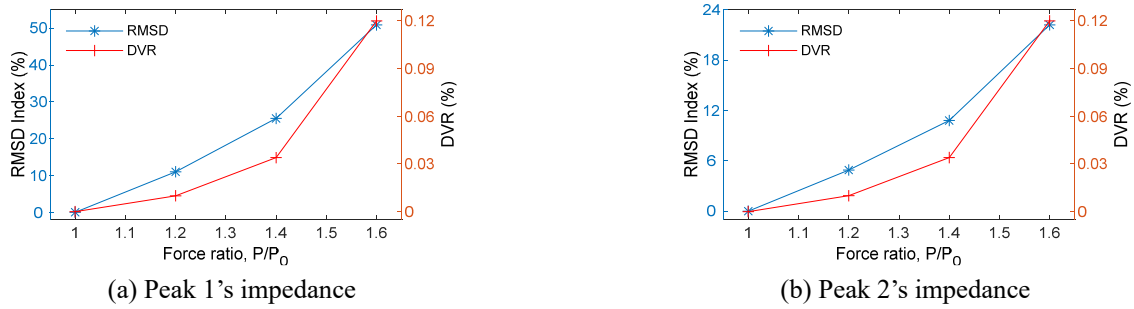 RMSD
DVR
RMSD Index (%)
50
40
30
20
10
0
0.12
0.09
0.06
0.03
0
DVR (%)
1 1.1 1.2 1.3 1.4 1.5 1.6
Force ratio, P/P0
(a) Peak 1’s impedance
RMSD
DVR
RMSD Index (%)
24
18
12
6
0
0.12
0.09
0.06
0.03
0
DVR (%)
1 1.1 1.2 1.3 1.4 1.5 1.6
Force ratio, P/P0
(b) Peak 2’s impedance